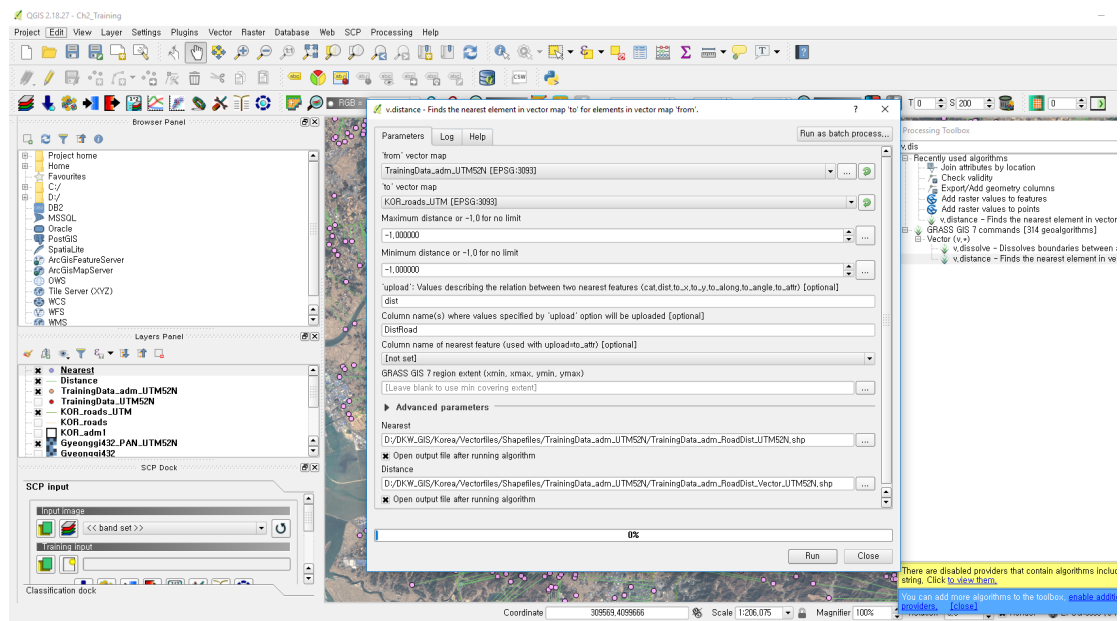 QGIS 2.18.27 - Ch2_Training
Project Edit View Layer Settings Plugins Vector Raster Database Web SCP Processing Help
RGB =
T 0 S 200 0
Browser Panel
Project home
Home
Favourites
C:/
D:/
DB2
MSSQL
Oracle
PostGIS
SpatiaLite
ArcGisFeatureServer
ArcGisMapServer
OWS
Tile Server (XYZ)
WCS
WFS
WMS
Layers Panel
Nearest
Distance
TrainingData_adm_UTM52N
TrainingData_UTM52N
KOR_roads_UTM
KOR_roads
KOR_adm1
Gyeonggi432_PAN_UTM52N
Gyeonggi432
SCP Dock
SCP input
Input image
<< band set >>
Training input
Classification dock
v.distance - Finds the nearest element in vector map 'to' for elements in vector map 'from'.
Parameters Log Help
Run as batch process...
'from' vector map
TrainingData_adm_UTM52N [EPSG:3093]
'to' vector map
KOR_roads_UTM [EPSG:3093]
Maximum distance or -1.0 for no limit
-1,000000
Minimum distance or -1.0 for no limit
-1,000000
'upload': Values describing the relation between two nearest features (cat,dist,to_x,to_y,to_along,to_angle,to_attr) [optional]
dist
Column name(s) where values specified by 'upload' option will be uploaded [optional]
DistRoad
Column name of nearest feature (used with upload=to_attr) [optional]
[not set]
GRASS GIS 7 region extent (xmin, xmax, ymin, ymax)
[Leave blank to use min covering extent]
Advanced parameters
Nearest
D:/DKW_GIS/Korea/Vectorfiles/Shapefiles/TrainingData_adm_UTM52N/TrainingData_adm_RoadDist_UTM52N.shp
Open output file after running algorithm
Distance
D:/DKW_GIS/Korea/Vectorfiles/Shapefiles/TrainingData_adm_UTM52N/TrainingData_adm_RoadDist_Vector_UTM52N.shp
Open output file after running algorithm
0%
Run Close
Processing Toolbox
v.dis
Recently used algorithms
Join attributes by location
Check validity
Export/Add geometry columns
Add raster values to features
Add raster values to points
v.distance - Finds the nearest element in vector
GRASS GIS 7 commands [314 geoalgorithms]
Vector (v.*)
v.dissolve - Dissolves boundaries between
v.distance - Finds the nearest element in ve
There are disabled providers that contain algorithms includ
string. Click to view them.
You can add more algorithms to the toolbox, enable additi
providers. [close]
Coordinate 309569,4099666 Scale 1:206,075 Magnifier 100%